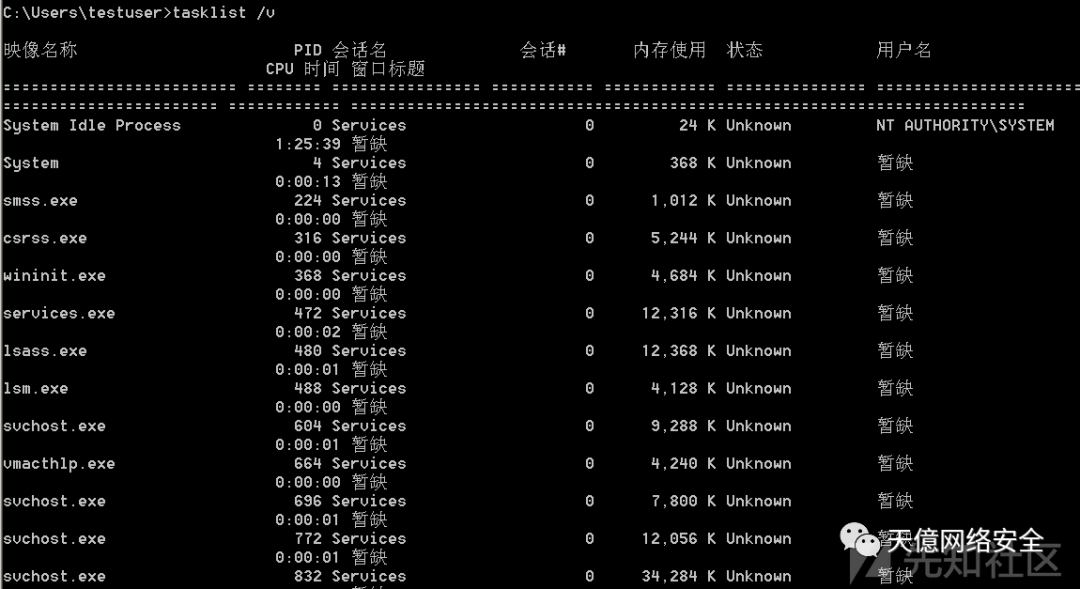 C:\Users\testuser>tasklist /v
映像名称 PID 会话名 会话# 内存使用 状态 用户名
CPU 时间 窗口标题
========================= ======== ================ =========== ============ =============== ======================
======================= ============ ========================================================================
System Idle Process 0 Services 0 24 K Unknown NT AUTHORITY\SYSTEM
1:25:39 暂缺
System 4 Services 0 368 K Unknown 暂缺
0:00:13 暂缺
smss.exe 224 Services 0 1,012 K Unknown 暂缺
0:00:00 暂缺
csrss.exe 316 Services 0 5,244 K Unknown 暂缺
0:00:00 暂缺
wininit.exe 368 Services 0 4,684 K Unknown 暂缺
0:00:00 暂缺
services.exe 472 Services 0 12,316 K Unknown 暂缺
0:00:02 暂缺
lsass.exe 480 Services 0 12,368 K Unknown 暂缺
0:00:01 暂缺
lsm.exe 488 Services 0 4,128 K Unknown 暂缺
0:00:00 暂缺
svchost.exe 604 Services 0 9,288 K Unknown 暂缺
0:00:01 暂缺
vmacthlp.exe 664 Services 0 4,240 K Unknown 暂缺
0:00:00 暂缺
svchost.exe 696 Services 0 7,800 K Unknown 暂缺
0:00:01 暂缺
svchost.exe 772 Services 0 12,056 K Unknown 暂缺
天億网络安全
0:00:01 暂缺
先知社区
svchost.exe 832 Services 0 34,284 K Unknown 暂缺